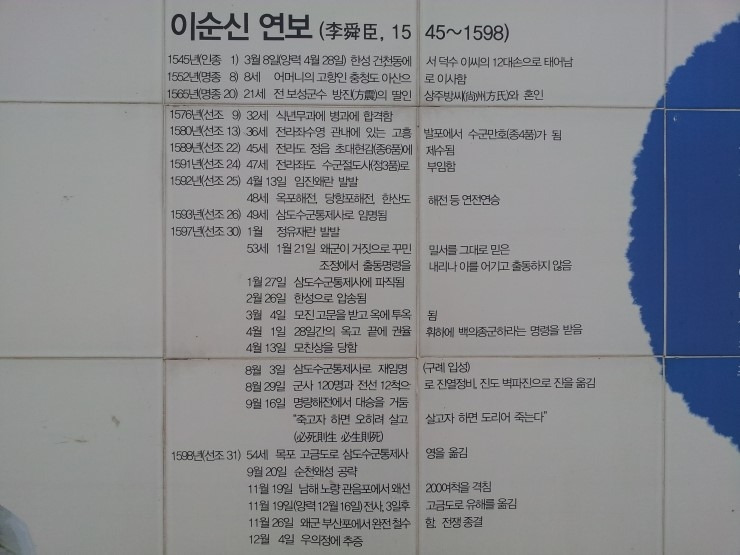 이순신 연보 (李舜臣, 1545~1598)
1545년(인종 1) 3월 8일(양력 4월 28일) 한성 건천동에서 덕수 이씨의 12대손으로 태어남
1552년(명종 8) 8세 어머니의 고향인 충청도 아산으로 이사함
1565년(명종 20) 21세 전 보성군수 방진(方震)의 딸인 상주방씨(尙州方氏)와 혼인
1576년(선조 9) 32세 식년무과에 병과에 합격함
1580년(선조 13) 36세 전라좌수영 관내에 있는 고흥 발포에서 수군만호(종4품)가 됨
1589년(선조 22) 45세 전라도 정읍 초대현감(종6품)에 제수됨
1591년(선조 24) 47세 전라좌도 수군절도사(정3품)로 부임함
1592년(선조 25) 4월 13일 임진왜란 발발
48세 옥포해전, 당항포해전, 한산도 해전 등 연전연승
1593년(선조 26) 49세 삼도수군통제사로 임명됨
1597년(선조 30) 1월 정유재란 발발
53세 1월 21일 왜군이 거짓으로 꾸민 밀서를 그대로 믿은
조정에서 출동명령을 내리나 이를 어기고 출동하지 않음
1월 27일 삼도수군통제사에 파직됨
2월 26일 한성으로 압송됨
3월 4일 모진 고문을 받고 옥에 투옥됨
4월 1일 28일간의 옥고 끝에 권율 휘하에 백의종군하라는 명령을 받음
4월 13일 모친상을 당함
8월 3일 삼도수군통제사로 재임명 (구례 입성)
8월 29일 군사 120명과 전선 12척으로 진열정비, 진도 벽파진으로 진을 옮김
9월 16일 명량해전에서 대승을 거둠
"죽고자 하면 오히려 살고 살고자 하면 도리어 죽는다"
(必死則生 必生則死)
1598년(선조 31) 54세 목포 고금도로 삼도수군통제사영을 옮김
9월 20일 순천왜성 공략
11월 19일 남해 노량 관음포에서 왜선 200여척을 격침
11월 19일(양력 12월 16일) 전사, 3일후 고금도로 유해를 옮김
11월 26일 왜군 부산포에서 완전 철수함, 전쟁 종결
12월 4일 우의정에 추증